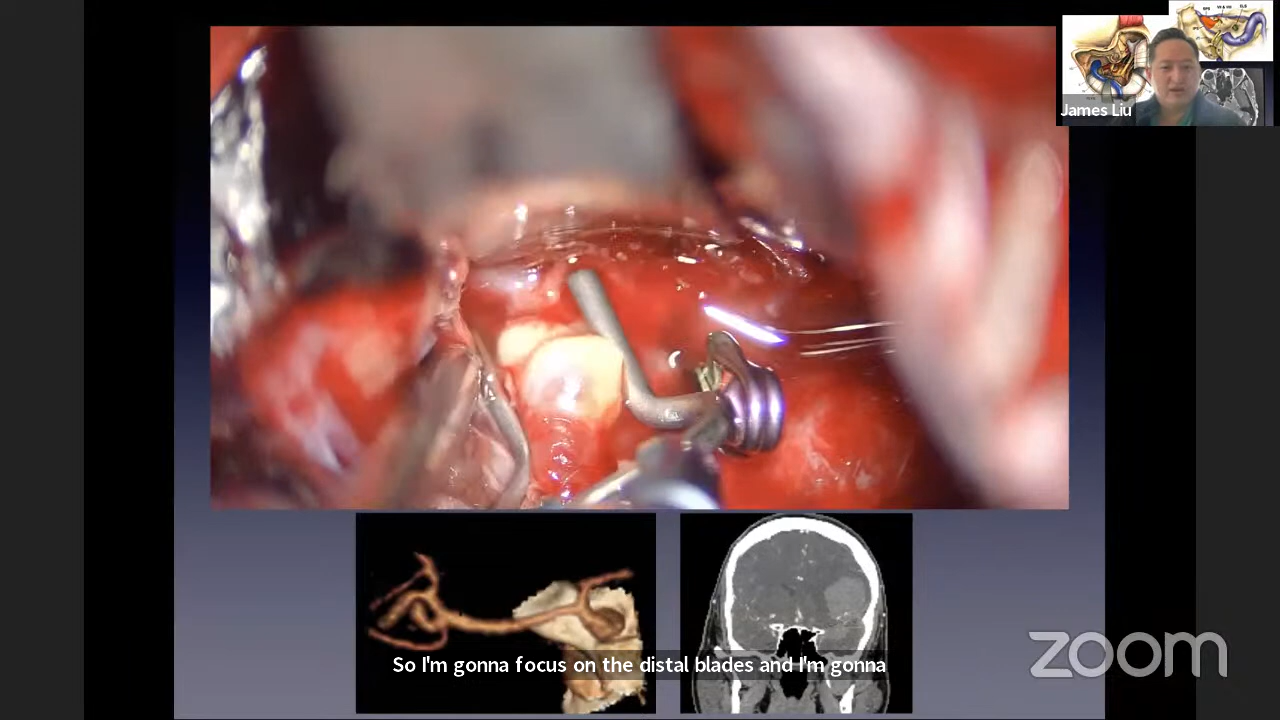 James Liu
So I'm gonna focus on the distal blades and I'm gonna
zoom